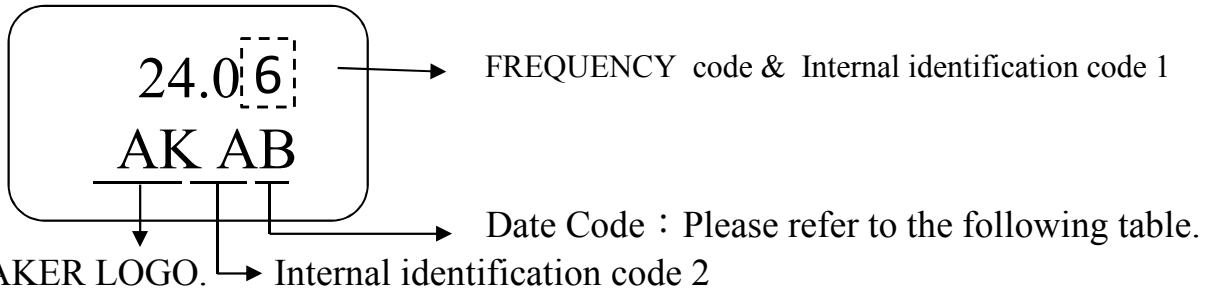 24.06
FREQUENCY code & Internal identification code 1
AK AB
Date Code：Please refer to the following table.
AKER LOGO. Internal identification code 2